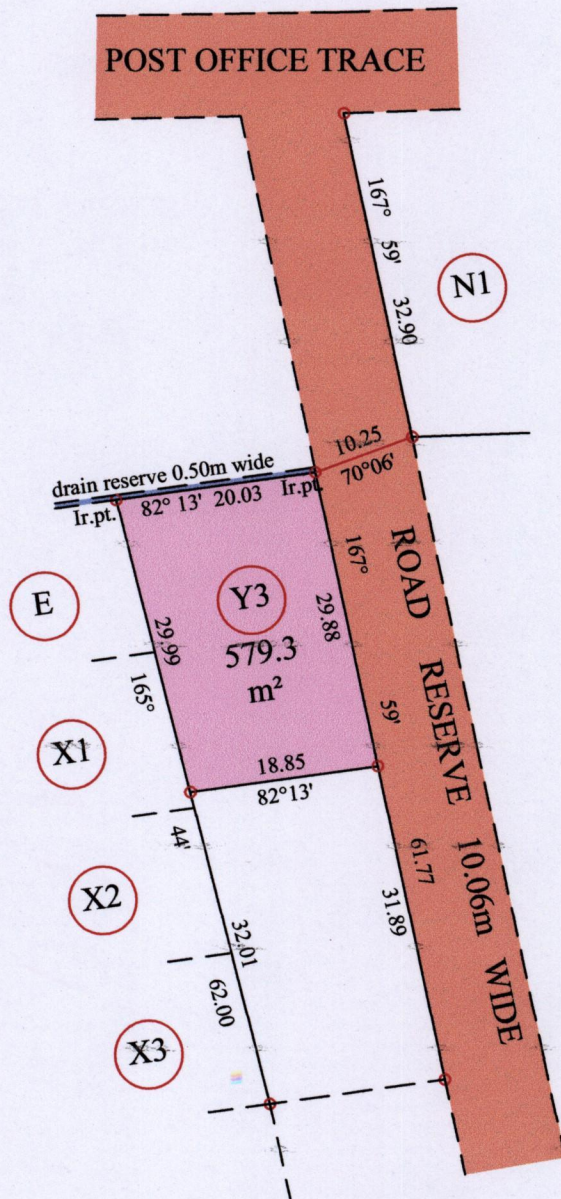 POST OFFICE TRACE
167° 59' 32.90
N1
10.25
70°06'
drain reserve 0.50m wide
Ir.pt. 82° 13' 20.03 Ir.pt.
E
Y3
579.3
m²
167° 29.88 59'
ROAD RESERVE 10.06m WIDE
29.99
165°
X1
18.85
82°13'
44'
X2
61.77
31.89
32.01
62.00
X3